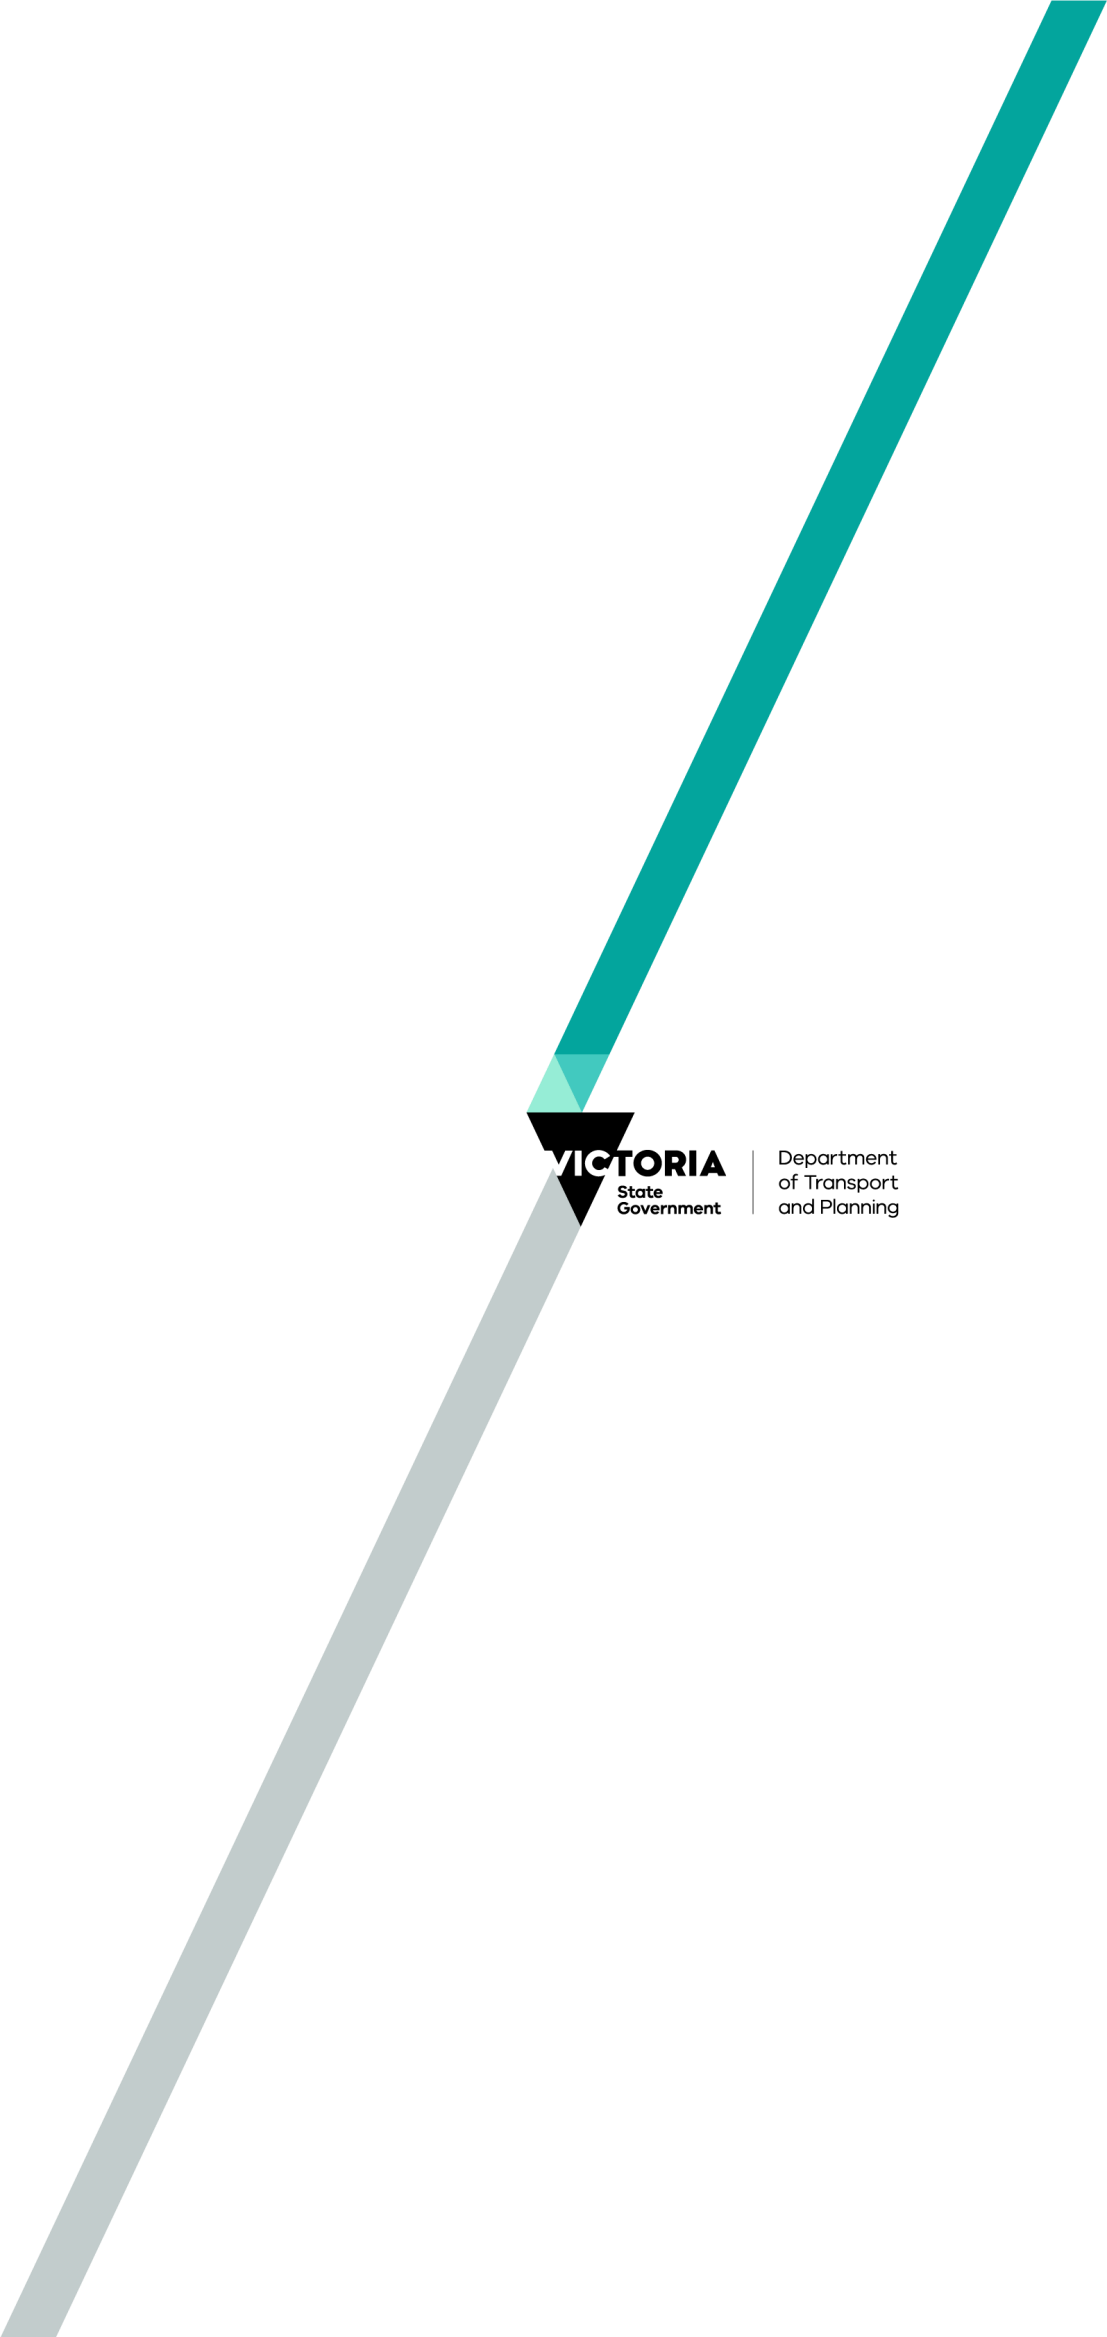 VICTORIA
State
Government
Department
of Transport
and Planning